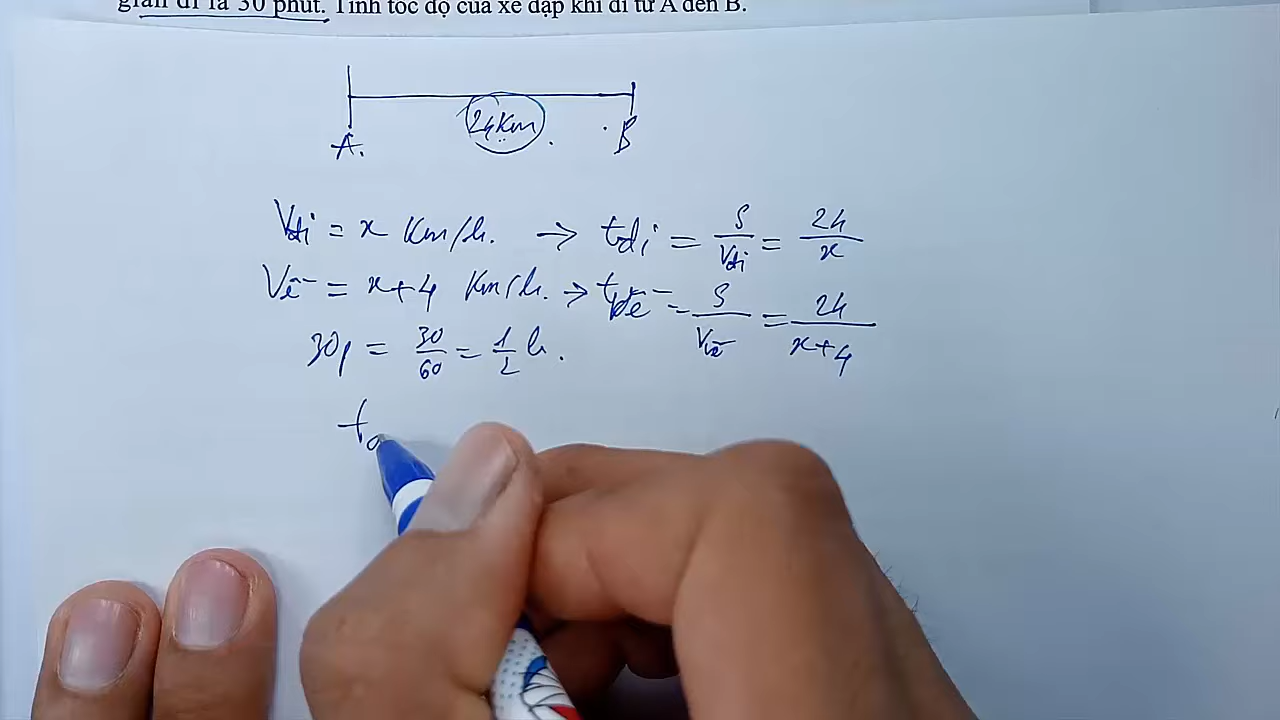 gian đi là 30 phút. Tính tốc độ của xe đạp khi đi từ A đến B.
24Km
A. B
Vđi = x Km/h. → tđi = S/Vđi = 24/x
Về = x+4 Km/h. → tvề = S/Vvề = 24/x+4
30p = 30/60 = 1/2 h.
t